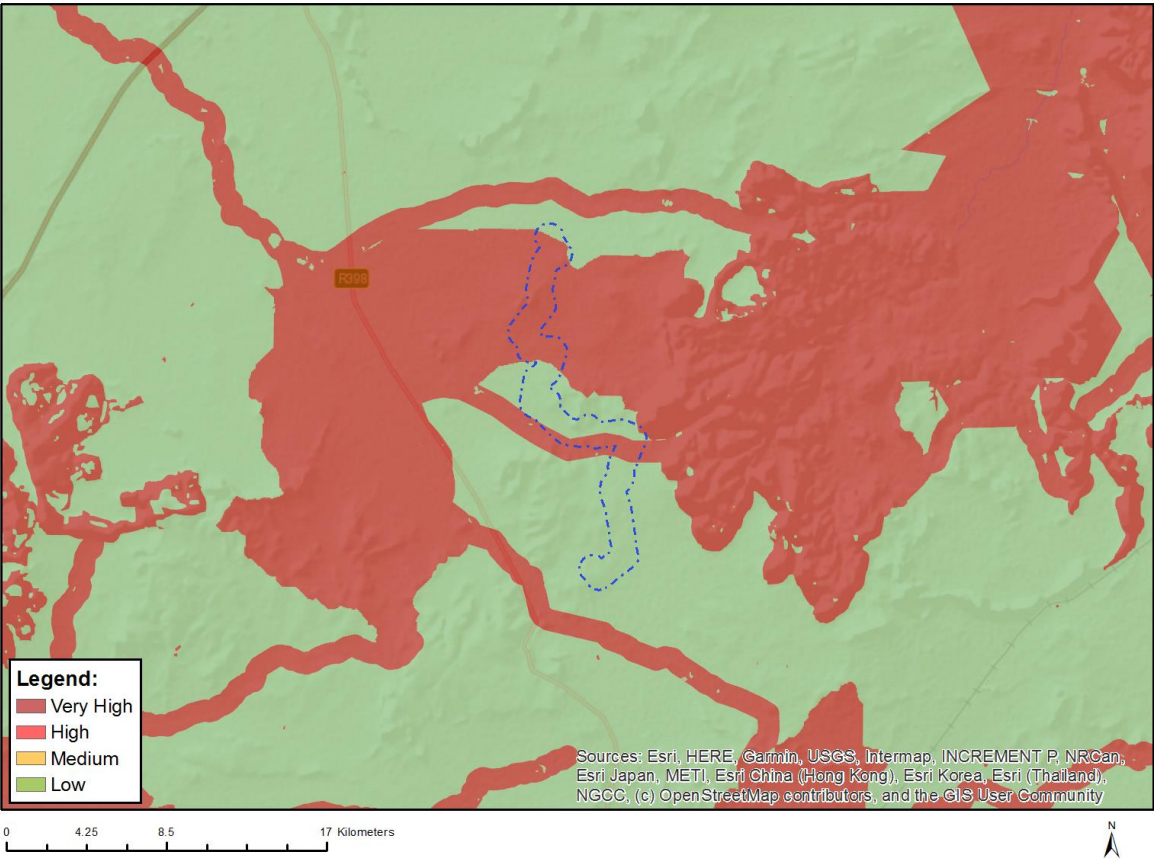 R398
Legend:
Very High
High
Medium
Low
Sources: Esri, HERE, Garmin, USGS, Intermap, INCREMENT P, NRCan,
Esri Japan, METI, Esri China (Hong Kong), Esri Korea, Esri (Thailand),
NGCC, (c) OpenStreetMap contributors, and the GIS User Community
0 4.25 8.5 17 Kilometers
N